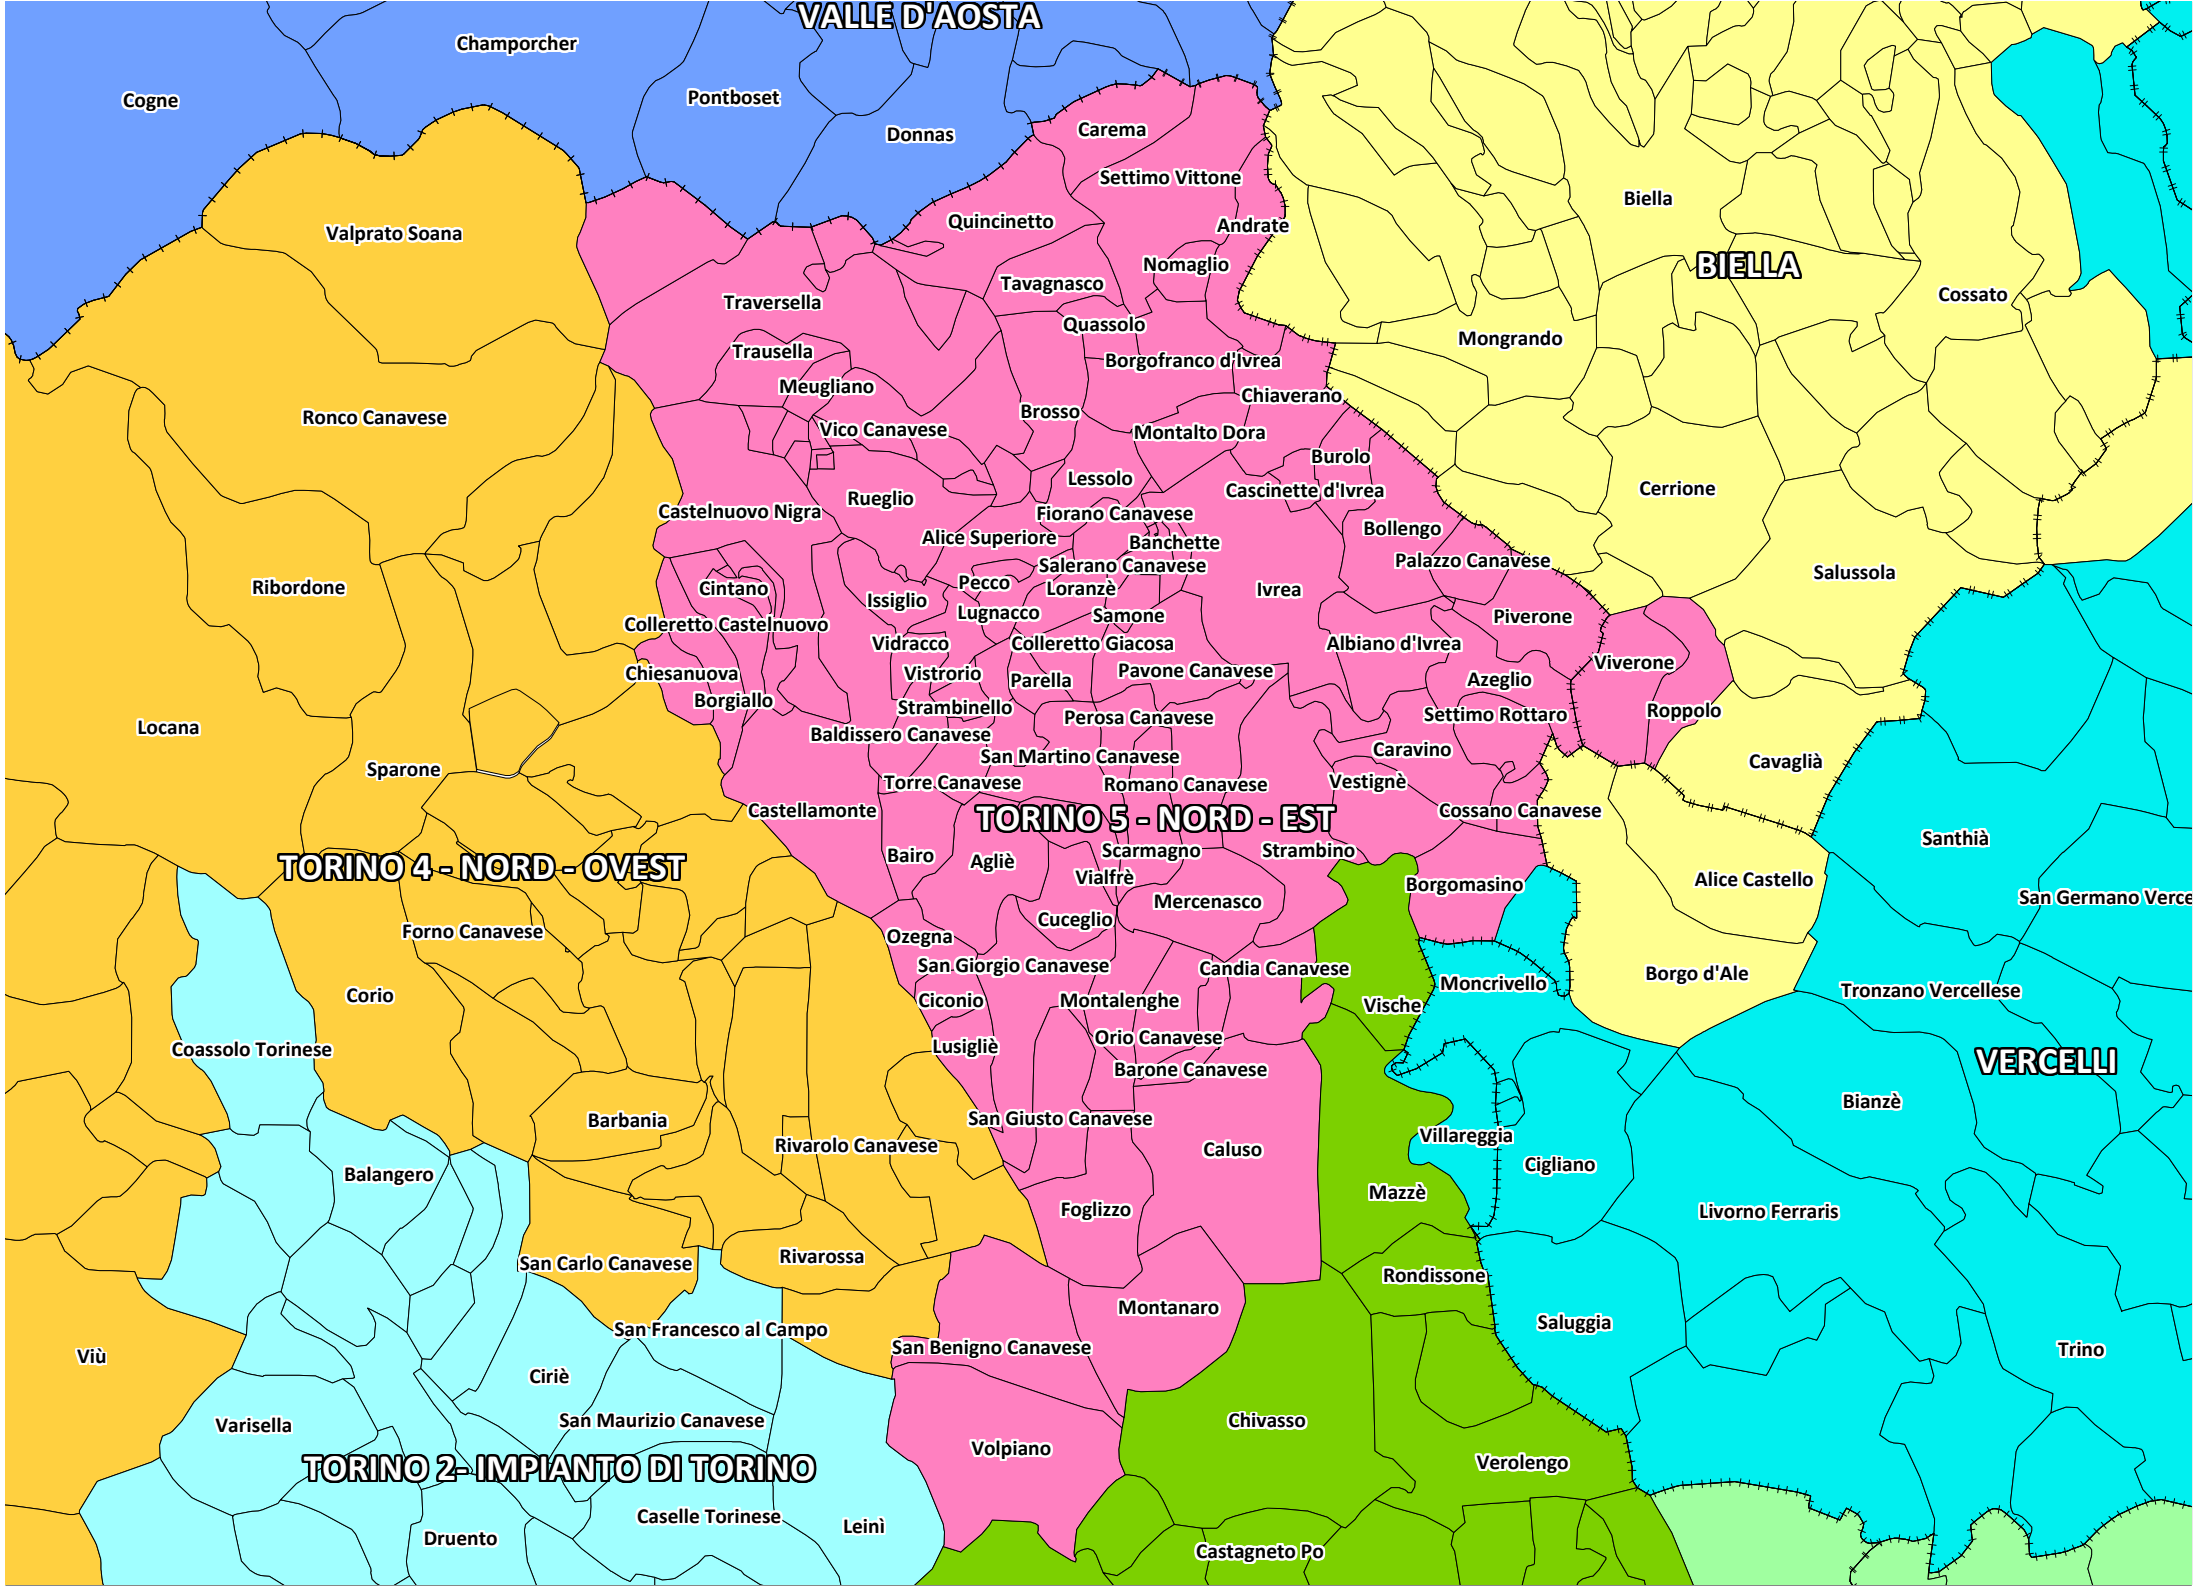 VALLE D'AOSTA
Champorcher
Cogne
Pontboset
Donnas
Carema
Settimo Vittone
Biella
Quincinetto
Andrate
Valprato Soana
Nomaglio
BIELLA
Tavagnasco
Cossato
Traversella
Quassolo
Mongrando
Trausella
Borgofranco d'Ivrea
Meugliano
Chiaverano
Brosso
Ronco Canavese
Vico Canavese
Montalto Dora
Burolo
Lessolo
Cerrione
Cascinette d'Ivrea
Rueglio
Castelnuovo Nigra
Fiorano Canavese
Bollengo
Alice Superiore
Banchette
Palazzo Canavese
Salerano Canavese
Salussola
Pecco
Ribordone
Cintano
Loranzè
Ivrea
Issiglio
Lugnacco
Samone
Piverone
Colleretto Castelnuovo
Vidracco
Colleretto Giacosa
Albiano d'Ivrea
Viverone
Chiesanuova
Vistrorio
Parella
Pavone Canavese
Azeglio
Borgiallo
Strambinello
Roppolo
Perosa Canavese
Settimo Rottaro
Locana
Baldissero Canavese
Caravino
San Martino Canavese
Cavaglià
Sparone
Torre Canavese
Romano Canavese
Vestignè
Castellamonte
TORINO 5 - NORD - EST
Cossano Canavese
Santhià
Bairo
Agliè
Scarmagno
Strambino
TORINO 4 - NORD - OVEST
Vialfrè
Borgomasino
Alice Castello
San Germano Verce
Mercenasco
Cuceglio
Forno Canavese
Ozegna
San Giorgio Canavese
Candia Canavese
Borgo d'Ale
Moncrivello
Tronzano Vercellese
Corio
Ciconio
Montalenghe
Vische
Orio Canavese
Coassolo Torinese
Lusigliè
VERCELLI
Barone Canavese
Bianzè
Barbania
San Giusto Canavese
Villareggia
Rivarolo Canavese
Caluso
Cigliano
Balangero
Mazzè
Foglizzo
Livorno Ferraris
San Carlo Canavese
Rivarossa
Rondissone
Montanaro
San Francesco al Campo
Saluggia
San Benigno Canavese
Trino
Viù
Ciriè
Varisella
San Maurizio Canavese
Chivasso
Volpiano
TORINO 2- IMPIANTO DI TORINO
Verolengo
Caselle Torinese
Leinì
Druento
Castagneto Po